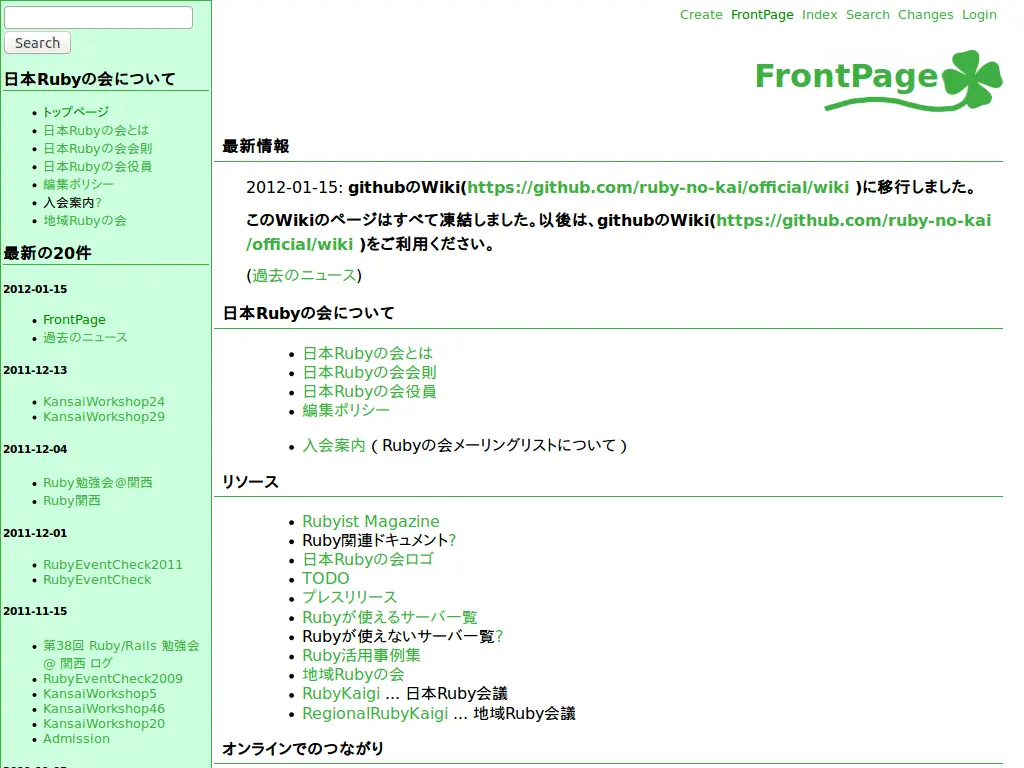 Create FrontPage Index Search Changes Login
FrontPage
Search
日本Rubyの会について
トップページ
日本Rubyの会とは
日本Rubyの会会則
日本Rubyの会役員
編集ポリシー
入会案内?
地域Rubyの会
最新の20件
2012-01-15
FrontPage
過去のニュース
2011-12-13
KansaiWorkshop24
KansaiWorkshop29
2011-12-04
Ruby勉強会@関西
Ruby関西
2011-12-01
RubyEventCheck2011
RubyEventCheck
2011-11-15
第38回 Ruby/Rails 勉強会
@ 関西 ログ
RubyEventCheck2009
KansaiWorkshop5
KansaiWorkshop46
KansaiWorkshop20
Admission
最新情報
2012-01-15: githubのWiki(https://github.com/ruby-no-kai/official/wiki )に移行しました。
このWikiのページはすべて凍結しました。以後は、githubのWiki(https://github.com/ruby-no-kai
/official/wiki )をご利用ください。
(過去のニュース)
日本Rubyの会について
日本Rubyの会とは
日本Rubyの会会則
日本Rubyの会役員
編集ポリシー
入会案内 ( Rubyの会メーリングリストについて )
リソース
Rubyist Magazine
Ruby関連ドキュメント?
日本Rubyの会ロゴ
TODO
プレスリリース
Rubyが使えるサーバ一覧
Rubyが使えないサーバ一覧?
Ruby活用事例集
地域Rubyの会
RubyKaigi ... 日本Ruby会議
RegionalRubyKaigi ... 地域Ruby会議
オンラインでのつながり